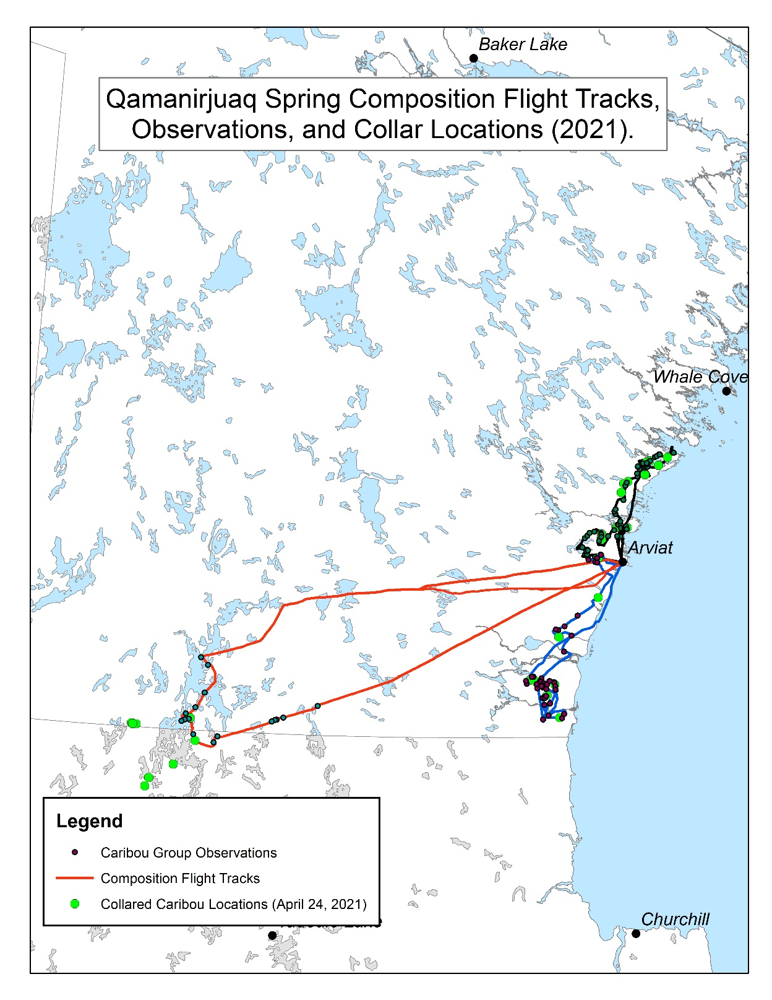 Baker Lake
Qamanirjuaq Spring Composition Flight Tracks,
Observations, and Collar Locations (2021).
Whale Cove
Arviat
Legend
Caribou Group Observations
Composition Flight Tracks
Collared Caribou Locations (April 24, 2021)
Churchill